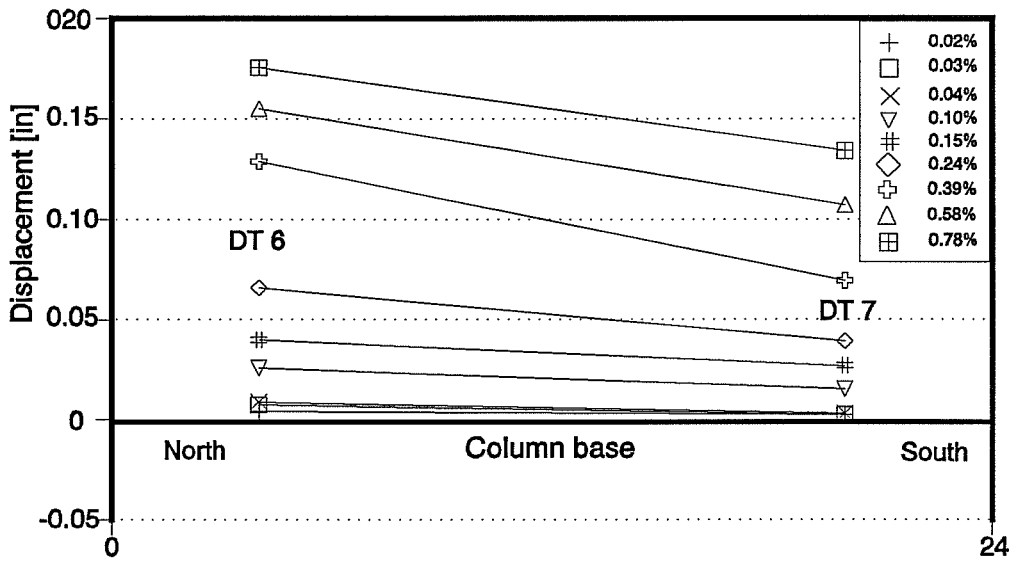 020
0.15
0.10
0.05
0
-0.05
Displacement [in]
0.02%
0.03%
0.04%
0.10%
0.15%
0.24%
0.39%
0.58%
0.78%
DT 6
DT 7
North
Column base
South
0
24